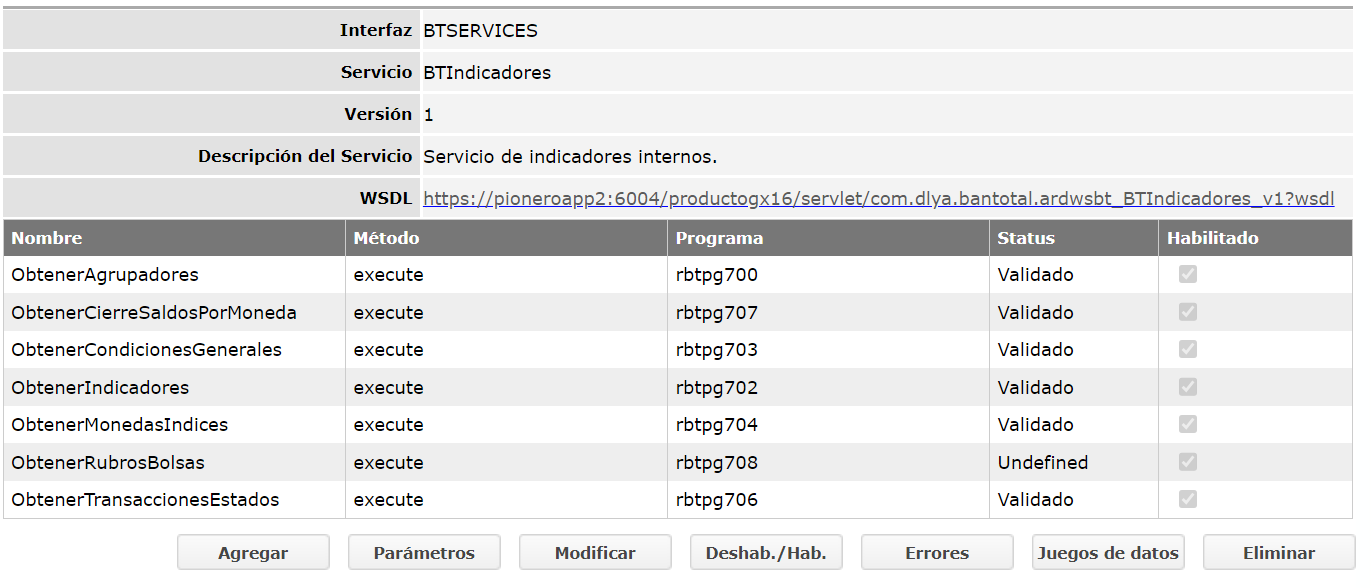 Interfaz BTSERVICES
Servicio BTIndicadores
Versión 1
Descripción del Servicio Servicio de indicadores internos.
WSDL https://pioneroapp2:6004/productogx16/servlet/com.dlya.bantotal.ardwsbt_BTIndicadores_v1?wsdl
Nombre Método Programa Status Habilitado
ObtenerAgrupadores execute rbtpg700 Validado
ObtenerCierreSaldosPorMoneda execute rbtpg707 Validado
ObtenerCondicionesGenerales execute rbtpg703 Validado
ObtenerIndicadores execute rbtpg702 Validado
ObtenerMonedasIndices execute rbtpg704 Validado
ObtenerRubrosBolsas execute rbtpg708 Undefined
ObtenerTransaccionesEstados execute rbtpg706 Validado
Agregar Parámetros Modificar Deshab./Hab. Errores Juegos de datos Eliminar